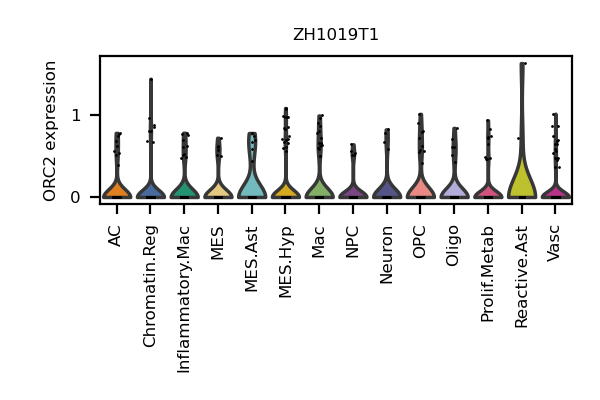 ZH1019T1
ORC2 expression
1
0
AC
Chromatin.Reg
Inflammatory.Mac
MES
MES.Ast
MES.Hyp
Mac
NPC
Neuron
OPC
Oligo
Prolif.Metab
Reactive.Ast
Vasc